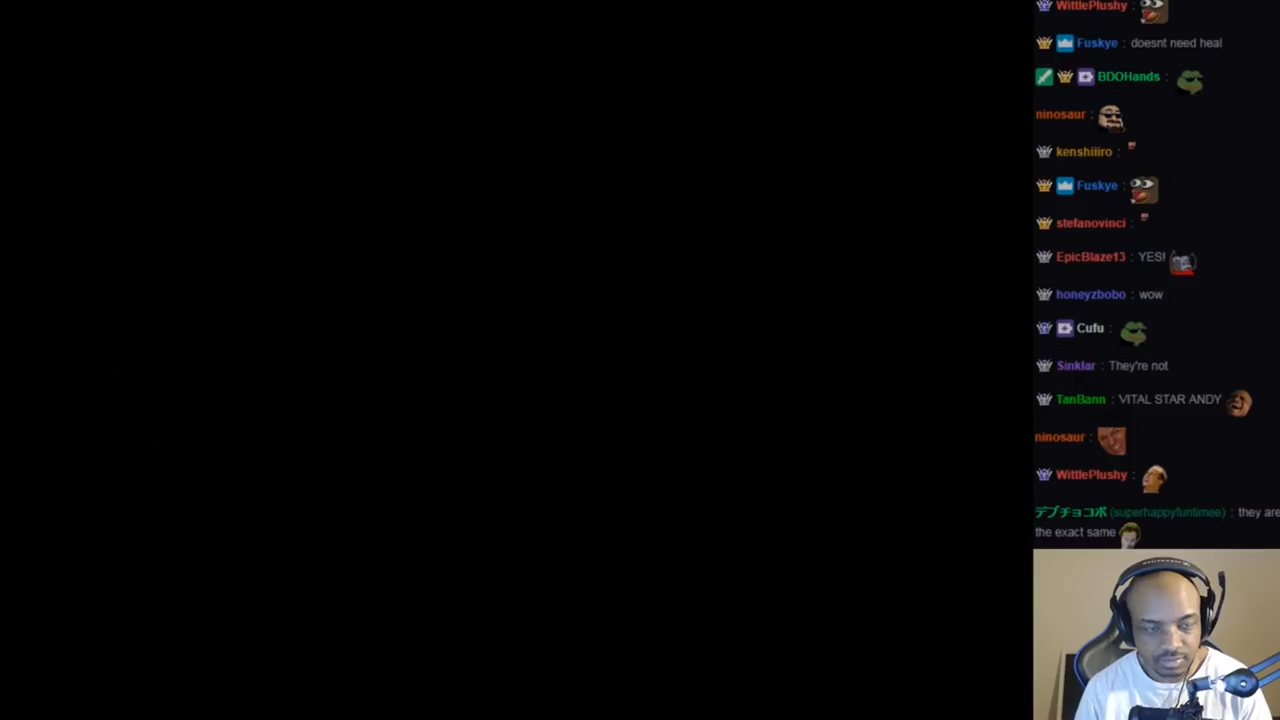 WittlePlushy :
Fuskye : doesnt need heal
BDOHands :
ninosaur :
kenshiiiro :
Fuskye :
stefanovinci :
EpicBlaze13 : YES!
honeyzbobo : wow
Cufu :
Sinklar : They're not
TanBann : VITAL STAR ANDY
ninosaur :
WittlePlushy :
デブチョコボ (superhappyfuntimee) : they are
the exact same